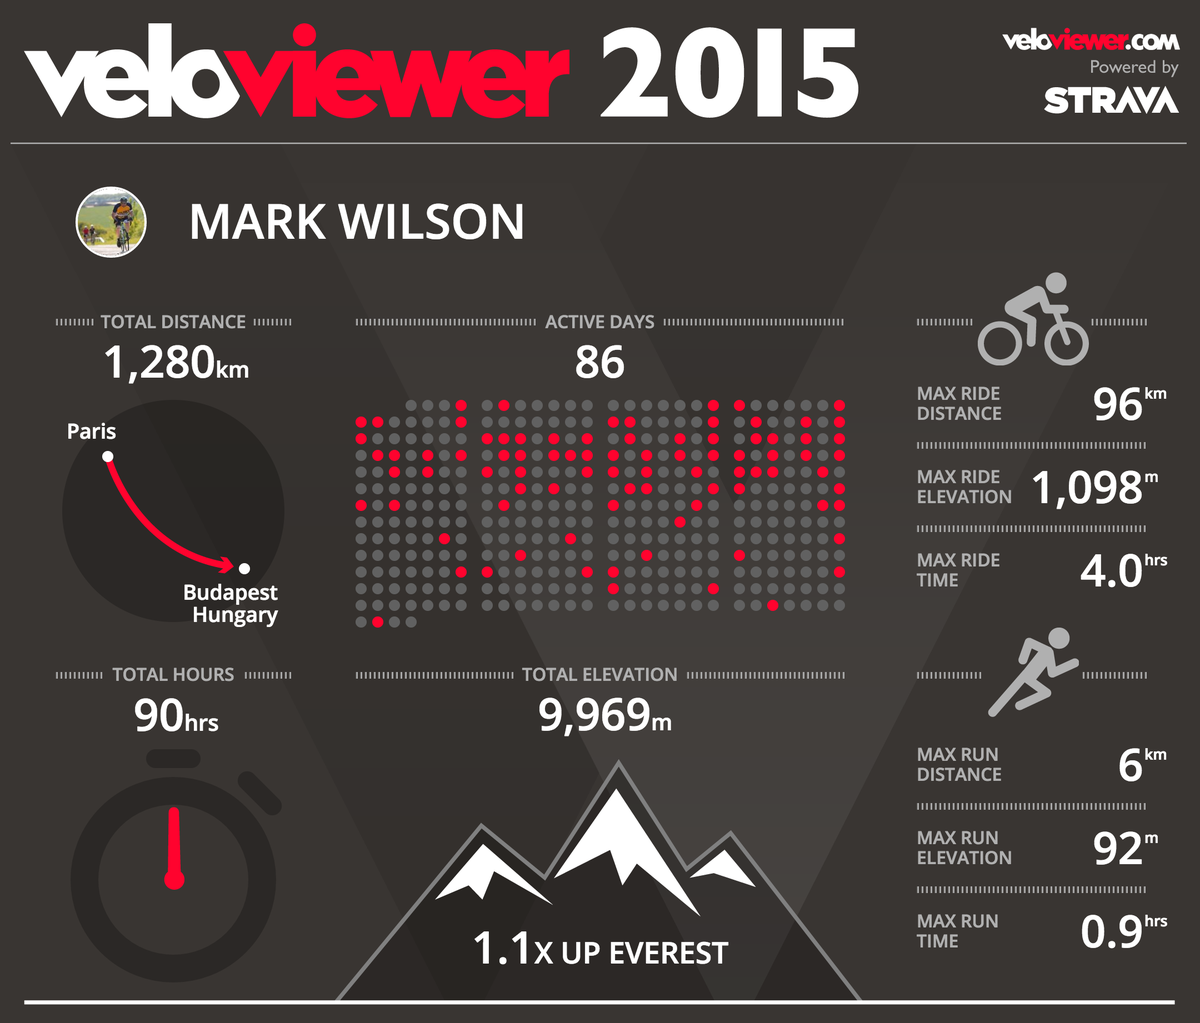 veloviewer 2015
veloviewer.com
Powered by
STRAVA
MARK WILSON
TOTAL DISTANCE
1,280km
Paris
Budapest
Hungary
ACTIVE DAYS
86
MAX RIDE
DISTANCE
96km
MAX RIDE
ELEVATION
1,098m
MAX RIDE
TIME
4.0hrs
TOTAL HOURS
90hrs
TOTAL ELEVATION
9,969m
1.1X UP EVEREST
MAX RUN
DISTANCE
6km
MAX RUN
ELEVATION
92m
MAX RUN
TIME
0.9hrs